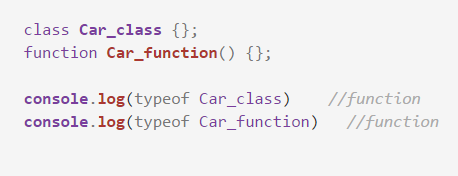 class Car_class {};
function Car_function() {};
console.log(typeof Car_class)    //function
console.log(typeof Car_function)   //function